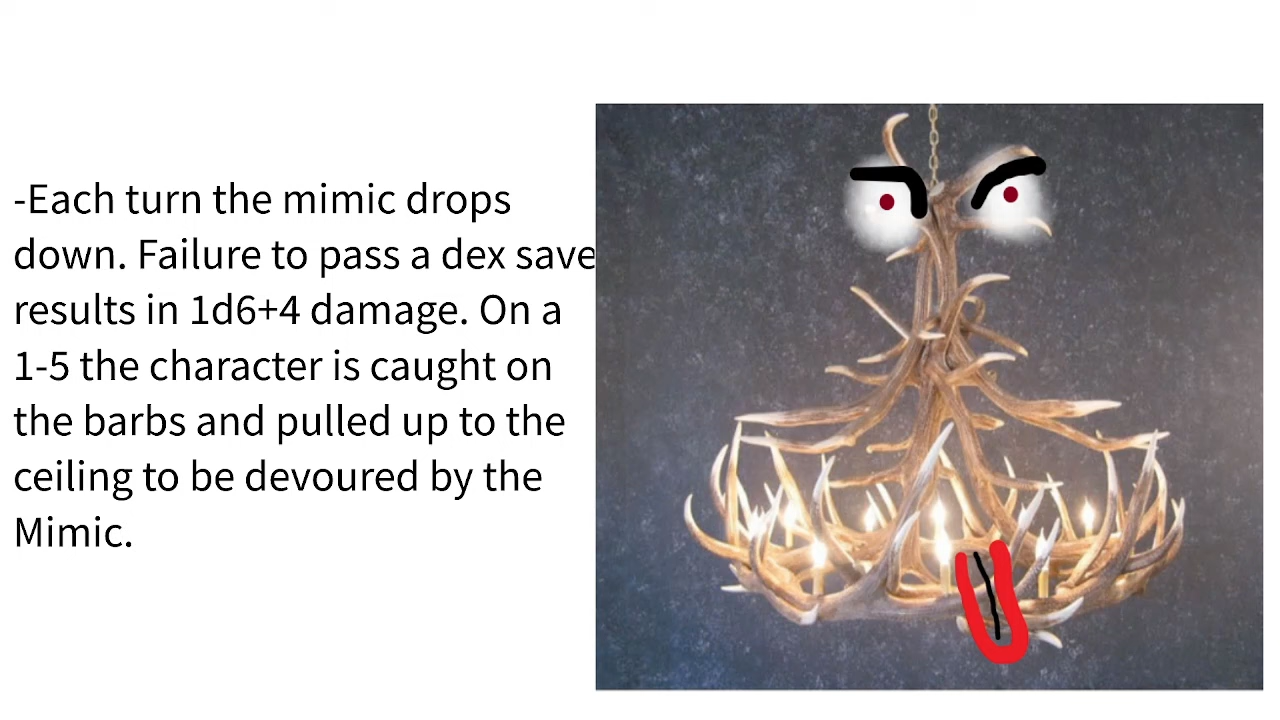 -Each turn the mimic drops
down. Failure to pass a dex save
results in 1d6+4 damage. On a
1-5 the character is caught on
the barbs and pulled up to the
ceiling to be devoured by the
Mimic.